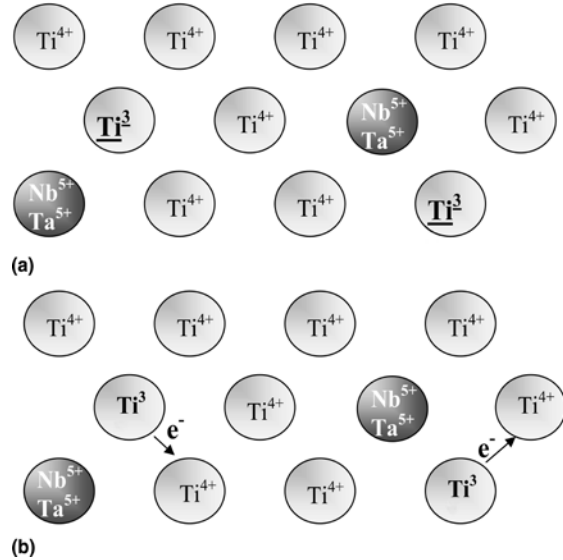 Ti⁴⁺ Ti⁴⁺ Ti⁴⁺ Ti⁴⁺
Ti³ Ti⁴⁺ Nb⁵⁺ Ta⁵⁺ Ti⁴⁺
Nb⁵⁺ Ta⁵⁺ Ti⁴⁺ Ti⁴⁺ Ti³
(a)
Ti⁴⁺ Ti⁴⁺ Ti⁴⁺ Ti⁴⁺
Ti³ Ti⁴⁺ Nb⁵⁺ Ta⁵⁺ Ti⁴⁺
e⁻ e⁻
Nb⁵⁺ Ta⁵⁺ Ti⁴⁺ Ti⁴⁺ Ti³
(b)